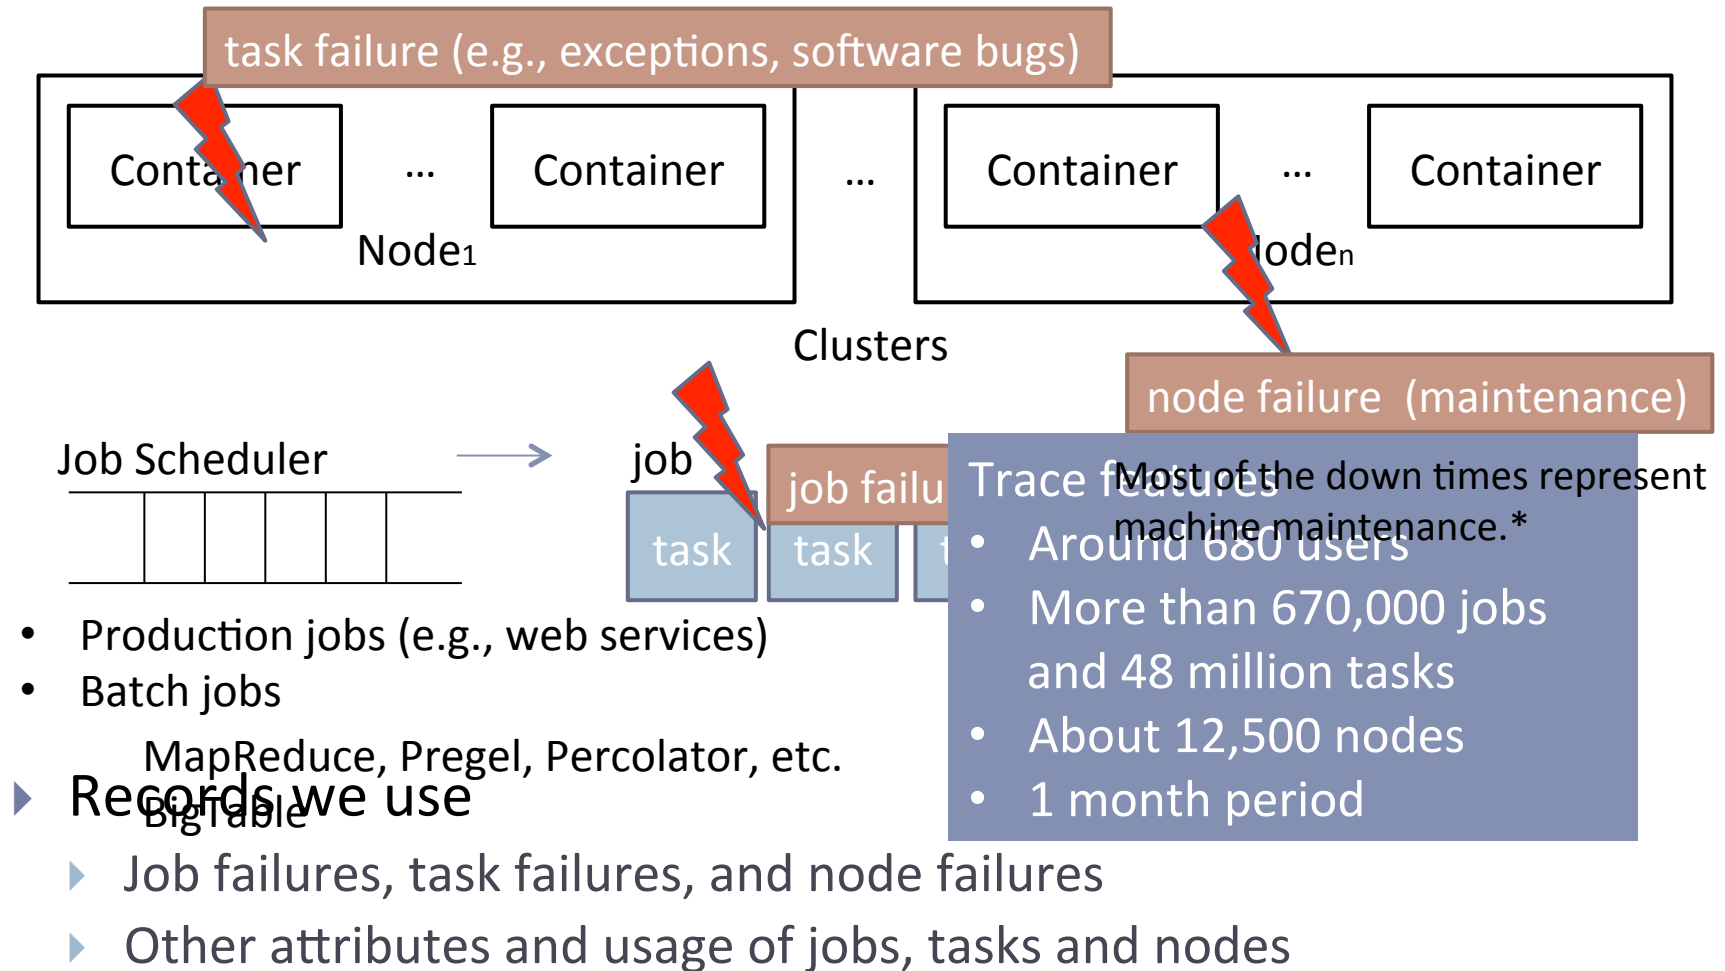 task failure (e.g., exceptions, software bugs)
Container
...
Container
...
Container
...
Container
Node1
n
Clusters
node failure (maintenance)
Job Scheduler
job
job
Trace features
Most of the down times represent
machine maintenance.*
task
task
• Around 680 users
• More than 670,000 jobs
and 48 million tasks
• About 12,500 nodes
• 1 month period
• Production jobs (e.g., web services)
• Batch jobs
MapReduce, Pregel, Percolator, etc.
BigTable
Records we use
Job failures, task failures, and node failures
Other attributes and usage of jobs, tasks and nodes